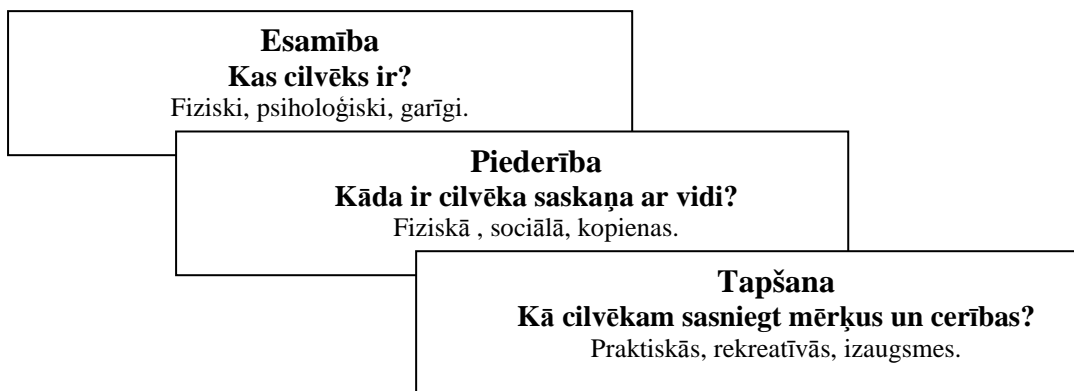 Esamība
Kas cilvēks ir?
Fiziski, psiholoģiski, garīgi.
Piederība
Kāda ir cilvēka saskaņa ar vidi?
Fiziskā , sociālā, kopienas.
Tapšana
Kā cilvēkam sasniegt mērķus un cerības?
Praktiskās, rekreatīvās, izaugsmes.